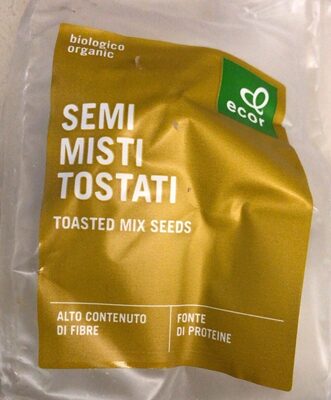 biologico
organic
ecor
SEMI
MISTI
TOSTATI
TOASTED MIX SEEDS
ALTO CONTENUTO
DI FIBRE
FONTE
DI PROTEINE